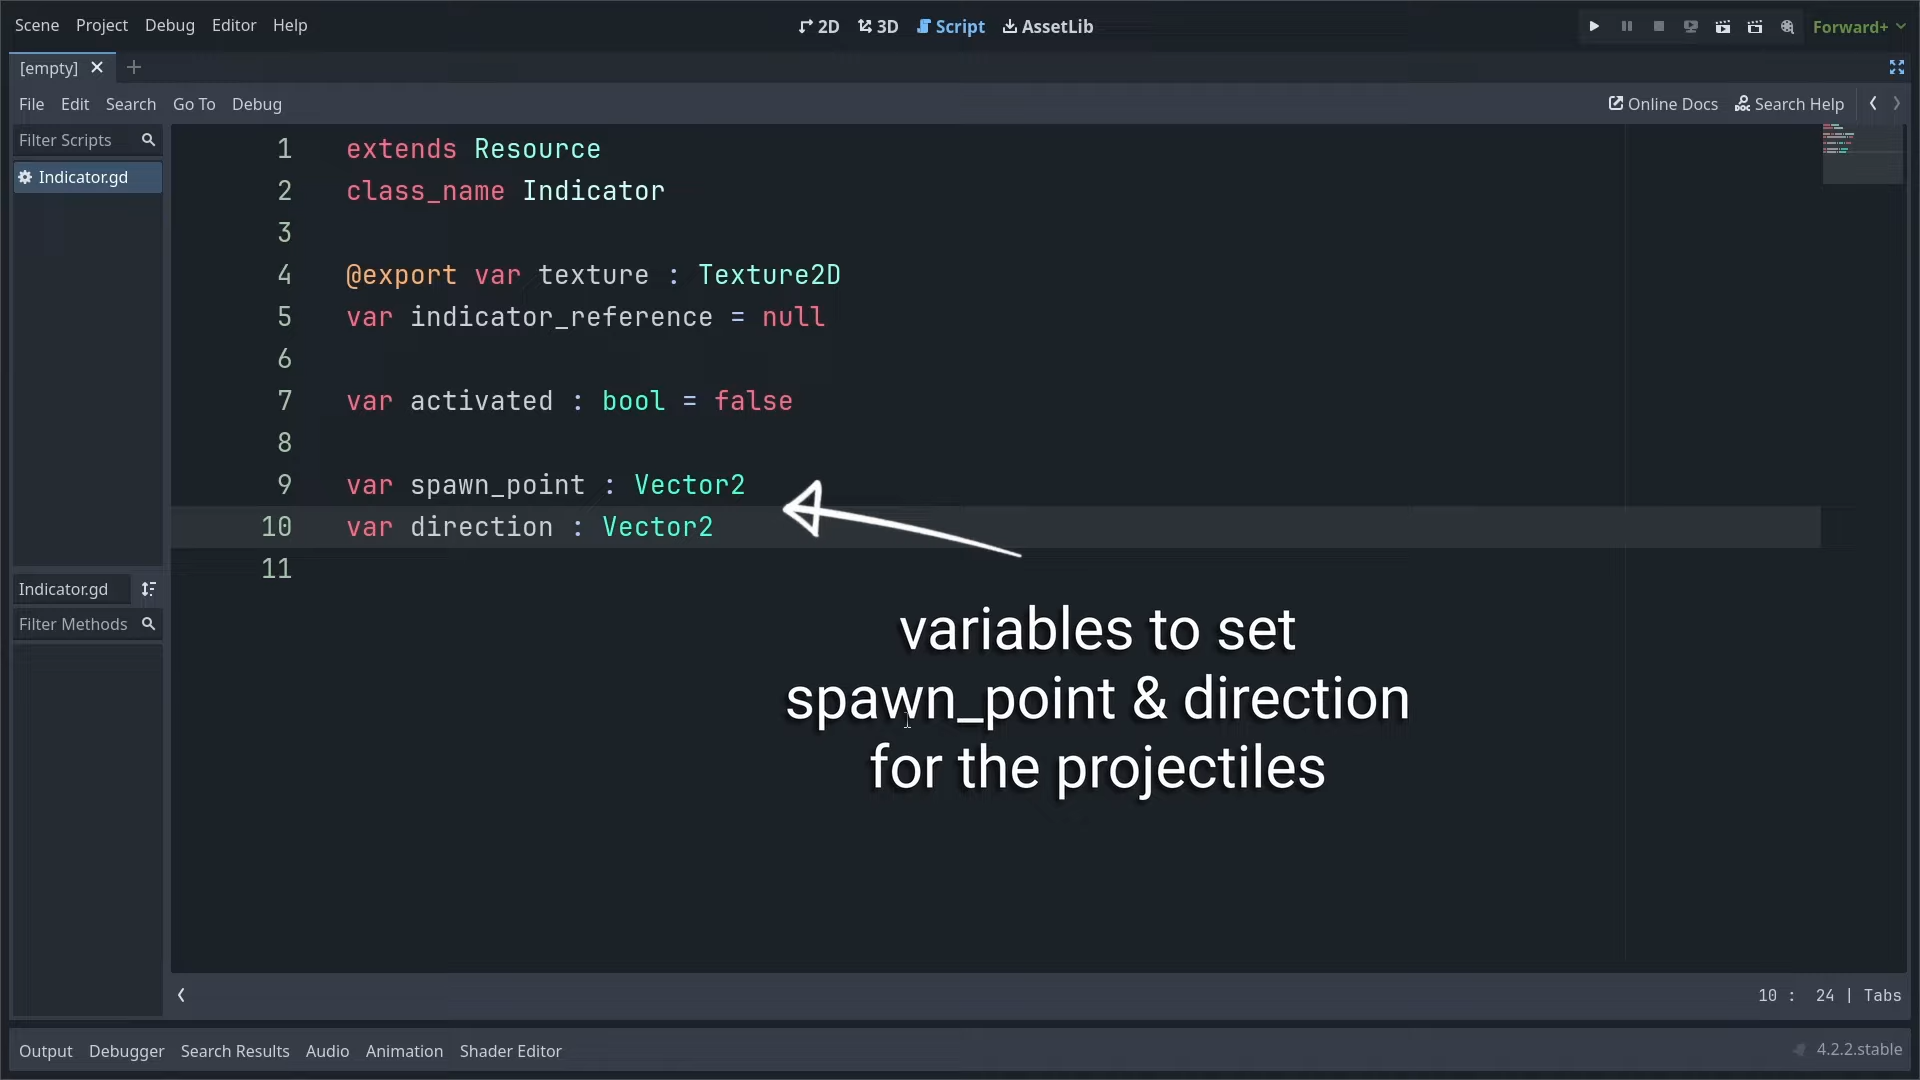 Scene Project Debug Editor Help
2D 3D Script AssetLib
Forward+
[empty]
File Edit Search Go To Debug
Online Docs Search Help
Filter Scripts
Indicator.gd
1 extends Resource
2 class_name Indicator
3
4 @export var texture : Texture2D
5 var indicator_reference = null
6
7 var activated : bool = false
8
9 var spawn_point : Vector2
10 var direction : Vector2
11
Indicator.gd
Filter Methods
variables to set
spawn_point & direction
for the projectiles
10 : 24 | Tabs
Output Debugger Search Results Audio Animation Shader Editor
4.2.2.stable